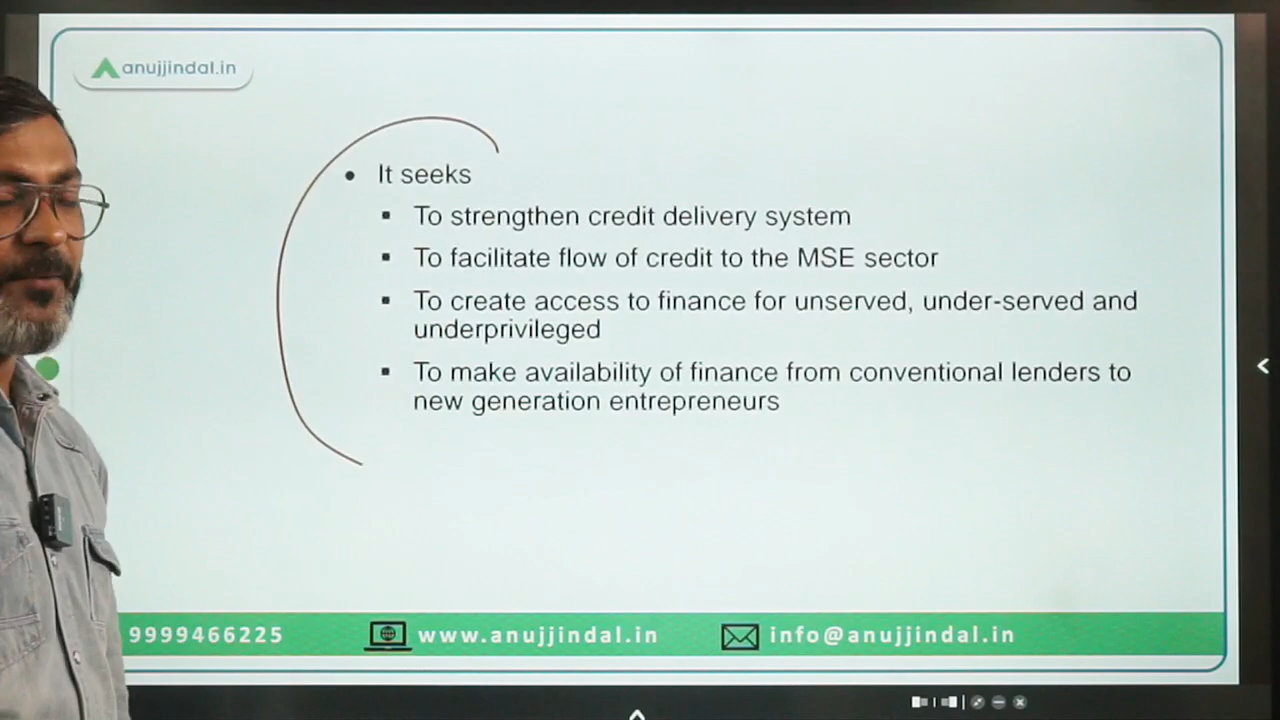 anujjindal.in
• It seeks
▪ To strengthen credit delivery system
▪ To facilitate flow of credit to the MSE sector
▪ To create access to finance for unserved, under-served and
underprivileged
▪ To make availability of finance from conventional lenders to
new generation entrepreneurs
9999466225 www.anujjindal.in info@anujjindal.in